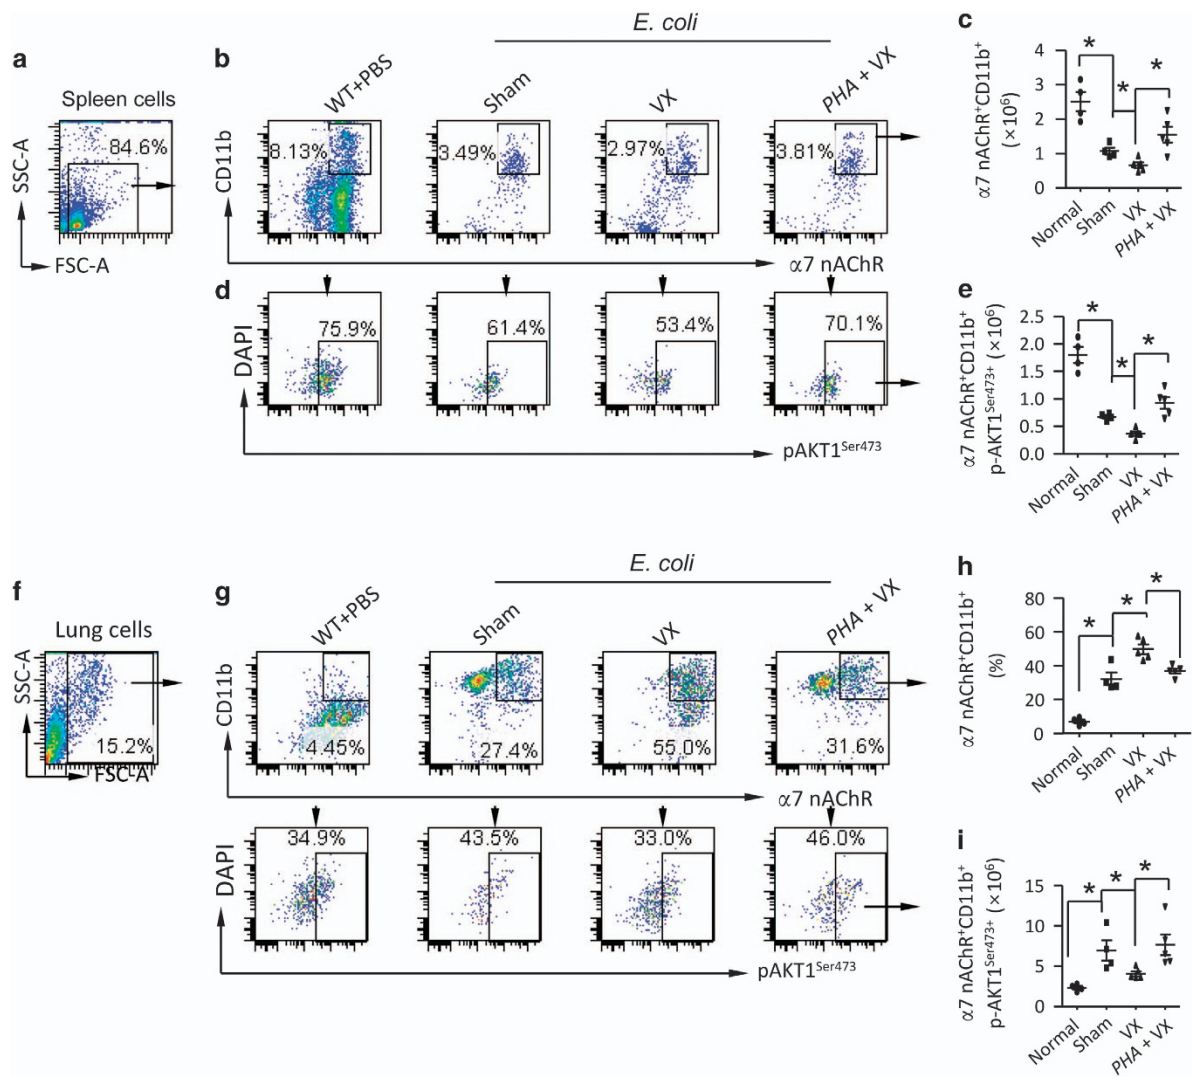 a
Spleen cells
SSC-A
84.6%
FSC-A
b
E. coli
WT+PBS
Sham
VX
PHA + VX
CD11b
8.13%
3.49%
2.97%
3.81%
α7 nAChR
c
α7 nAChR⁺CD11b⁺
(×10⁶)
4
3
2
1
0
Normal
Sham
VX
PHA + VX
*
*
*
d
DAPI
75.9%
61.4%
53.4%
70.1%
pAKT1Ser473
e
α7 nAChR⁺CD11b⁺
p-AKT1Ser473+ (×10⁶)
2.5
2.0
1.5
1.0
0.5
0.0
Normal
Sham
VX
PHA + VX
*
*
*
f
Lung cells
SSC-A
15.2%
FSC-A
g
E. coli
WT+PBS
Sham
VX
PHA + VX
CD11b
4.45%
27.4%
55.0%
31.6%
α7 nAChR
DAPI
34.9%
43.5%
33.0%
46.0%
pAKT1Ser473
h
α7 nAChR⁺CD11b⁺
(%)
80
60
40
20
0
Normal
Sham
VX
PHA + VX
*
*
*
i
α7 nAChR⁺CD11b⁺
p-AKT1Ser473+ (×10⁶)
15
10
5
0
Normal
Sham
VX
PHA + VX
*
*
*